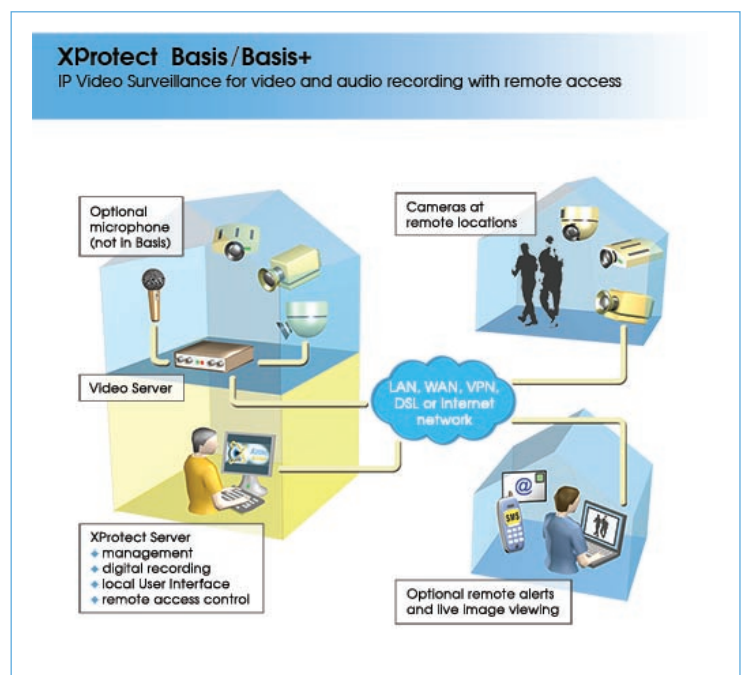 XProtect Basis/Basis+
IP Video Surveillance for video and audio recording with remote access
Optional
microphone
(not in Basis)
Cameras at
remote locations
Video Server
LAN, WAN, VPN,
DSL or Internet
network
@
SMS
XProtect Server
management
digital recording
local User Interface
remote access control
Optional remote alerts
and live image viewing